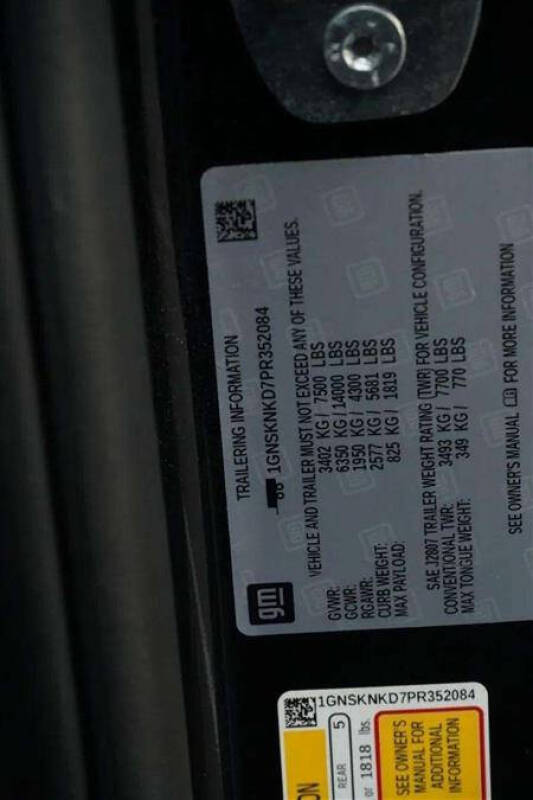 TRAILERING INFORMATION
1GNSKNKD7PR352084
VEHICLE AND TRAILER MUST NOT EXCEED ANY OF THESE VALUES.
GVWR: 3402 KG / 7500 LBS
GCWR: 6350 KG / 14000 LBS
RGAWR: 1950 KG / 4300 LBS
CURB WEIGHT: 2577 KG / 5681 LBS
MAX PAYLOAD: 825 KG / 1819 LBS
SAE J2807 TRAILER WEIGHT RATING (TWR) FOR VEHICLE CONFIGURATION.
CONVENTIONAL TWR: 3493 KG / 7700 LBS
MAX TONGUE WEIGHT: 349 KG / 770 LBS
SEE OWNER'S MANUAL FOR MORE INFORMATION
gm
1GNSKNKD7PR352084
ON
REAR 5
or 1818 lbs.
SEE OWNER'S
MANUAL FOR
ADDITIONAL
INFORMATION